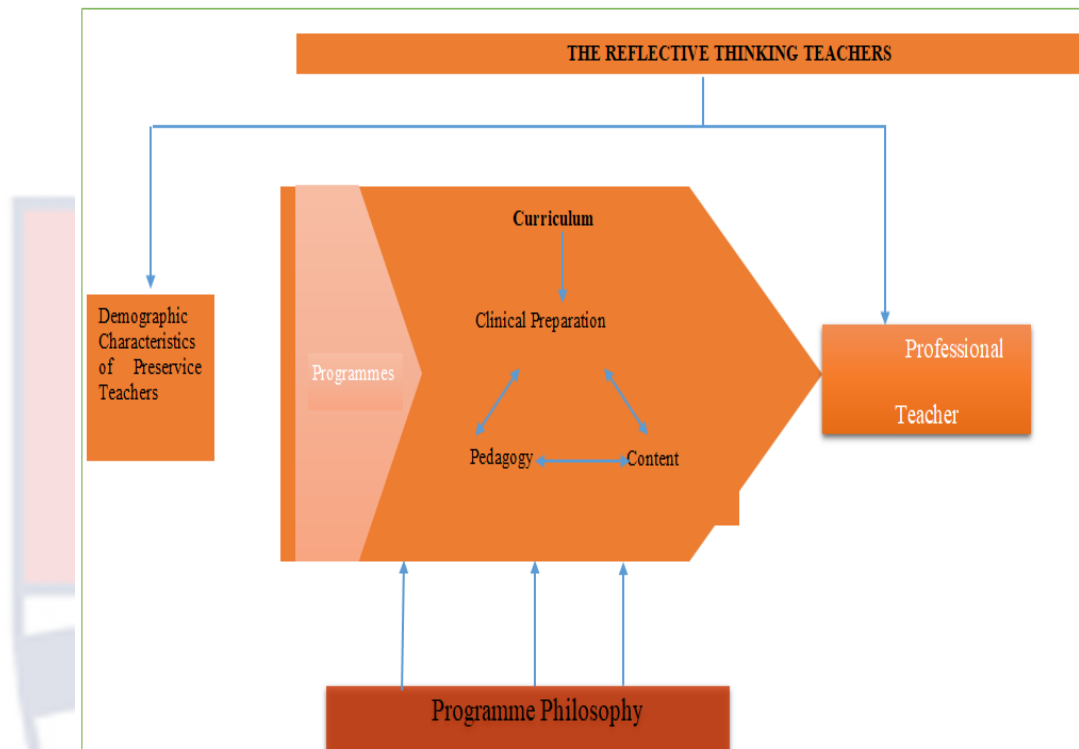 THE REFLECTIVE THINKING TEACHERS
Curriculum
Clinical Preparation
Demographic
Characteristics
of Preservice
Teachers
Programmes
Professional
Teacher
Pedagogy
Content
Programme Philosophy